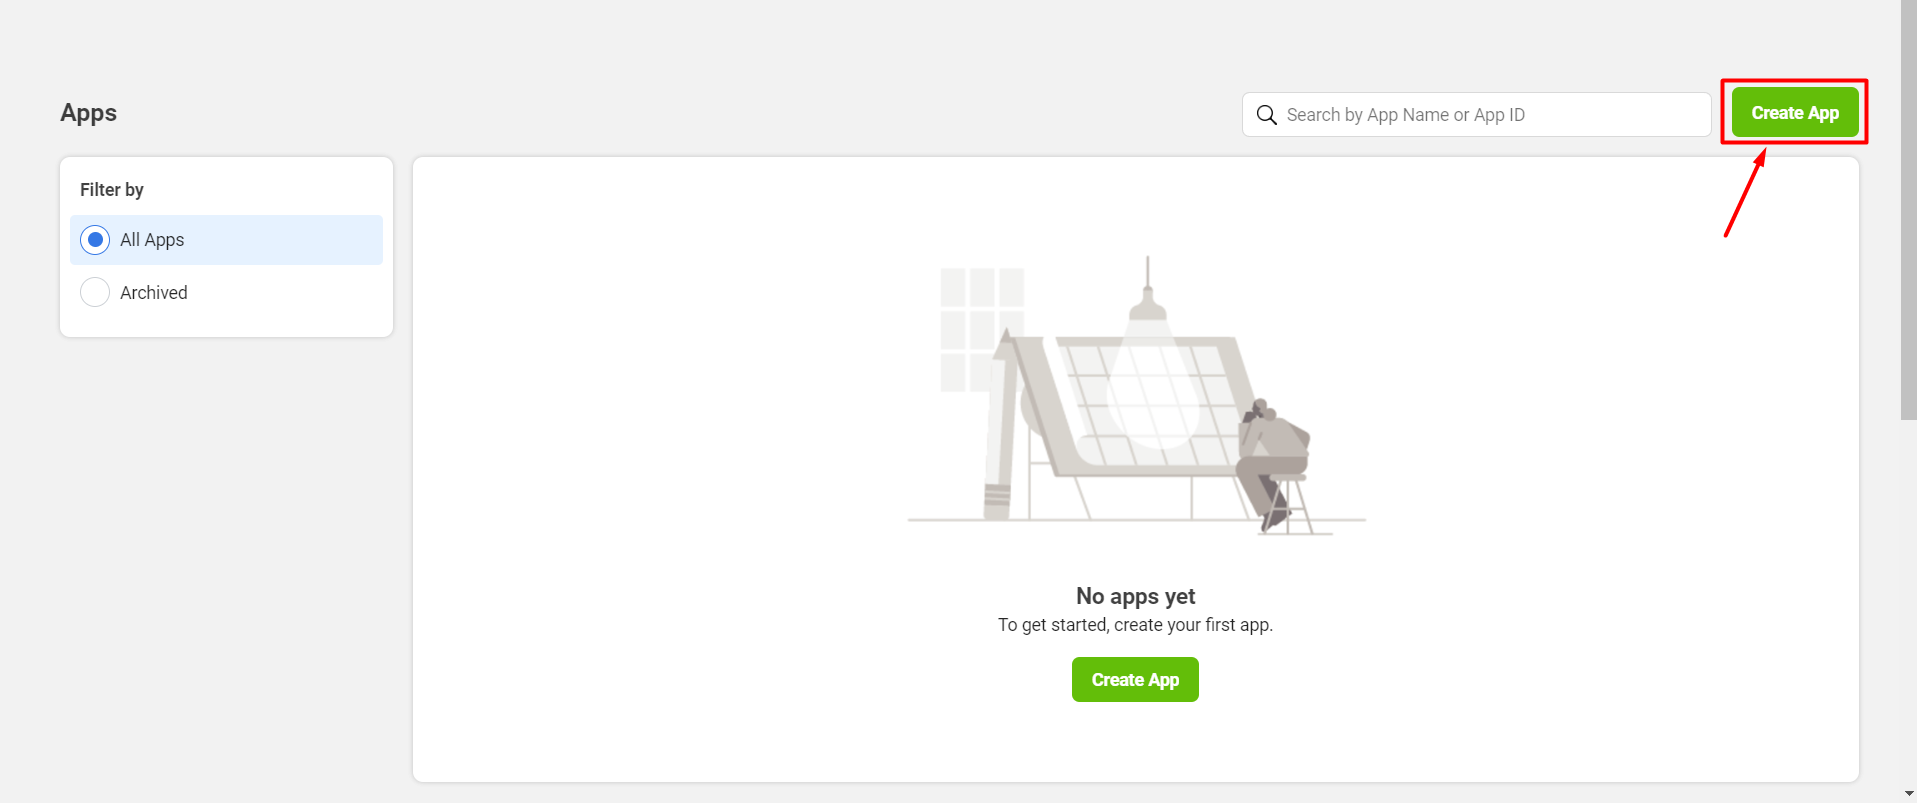 Apps
Search by App Name or App ID
Create App
Filter by
All Apps
Archived
No apps yet
To get started, create your first app.
Create App